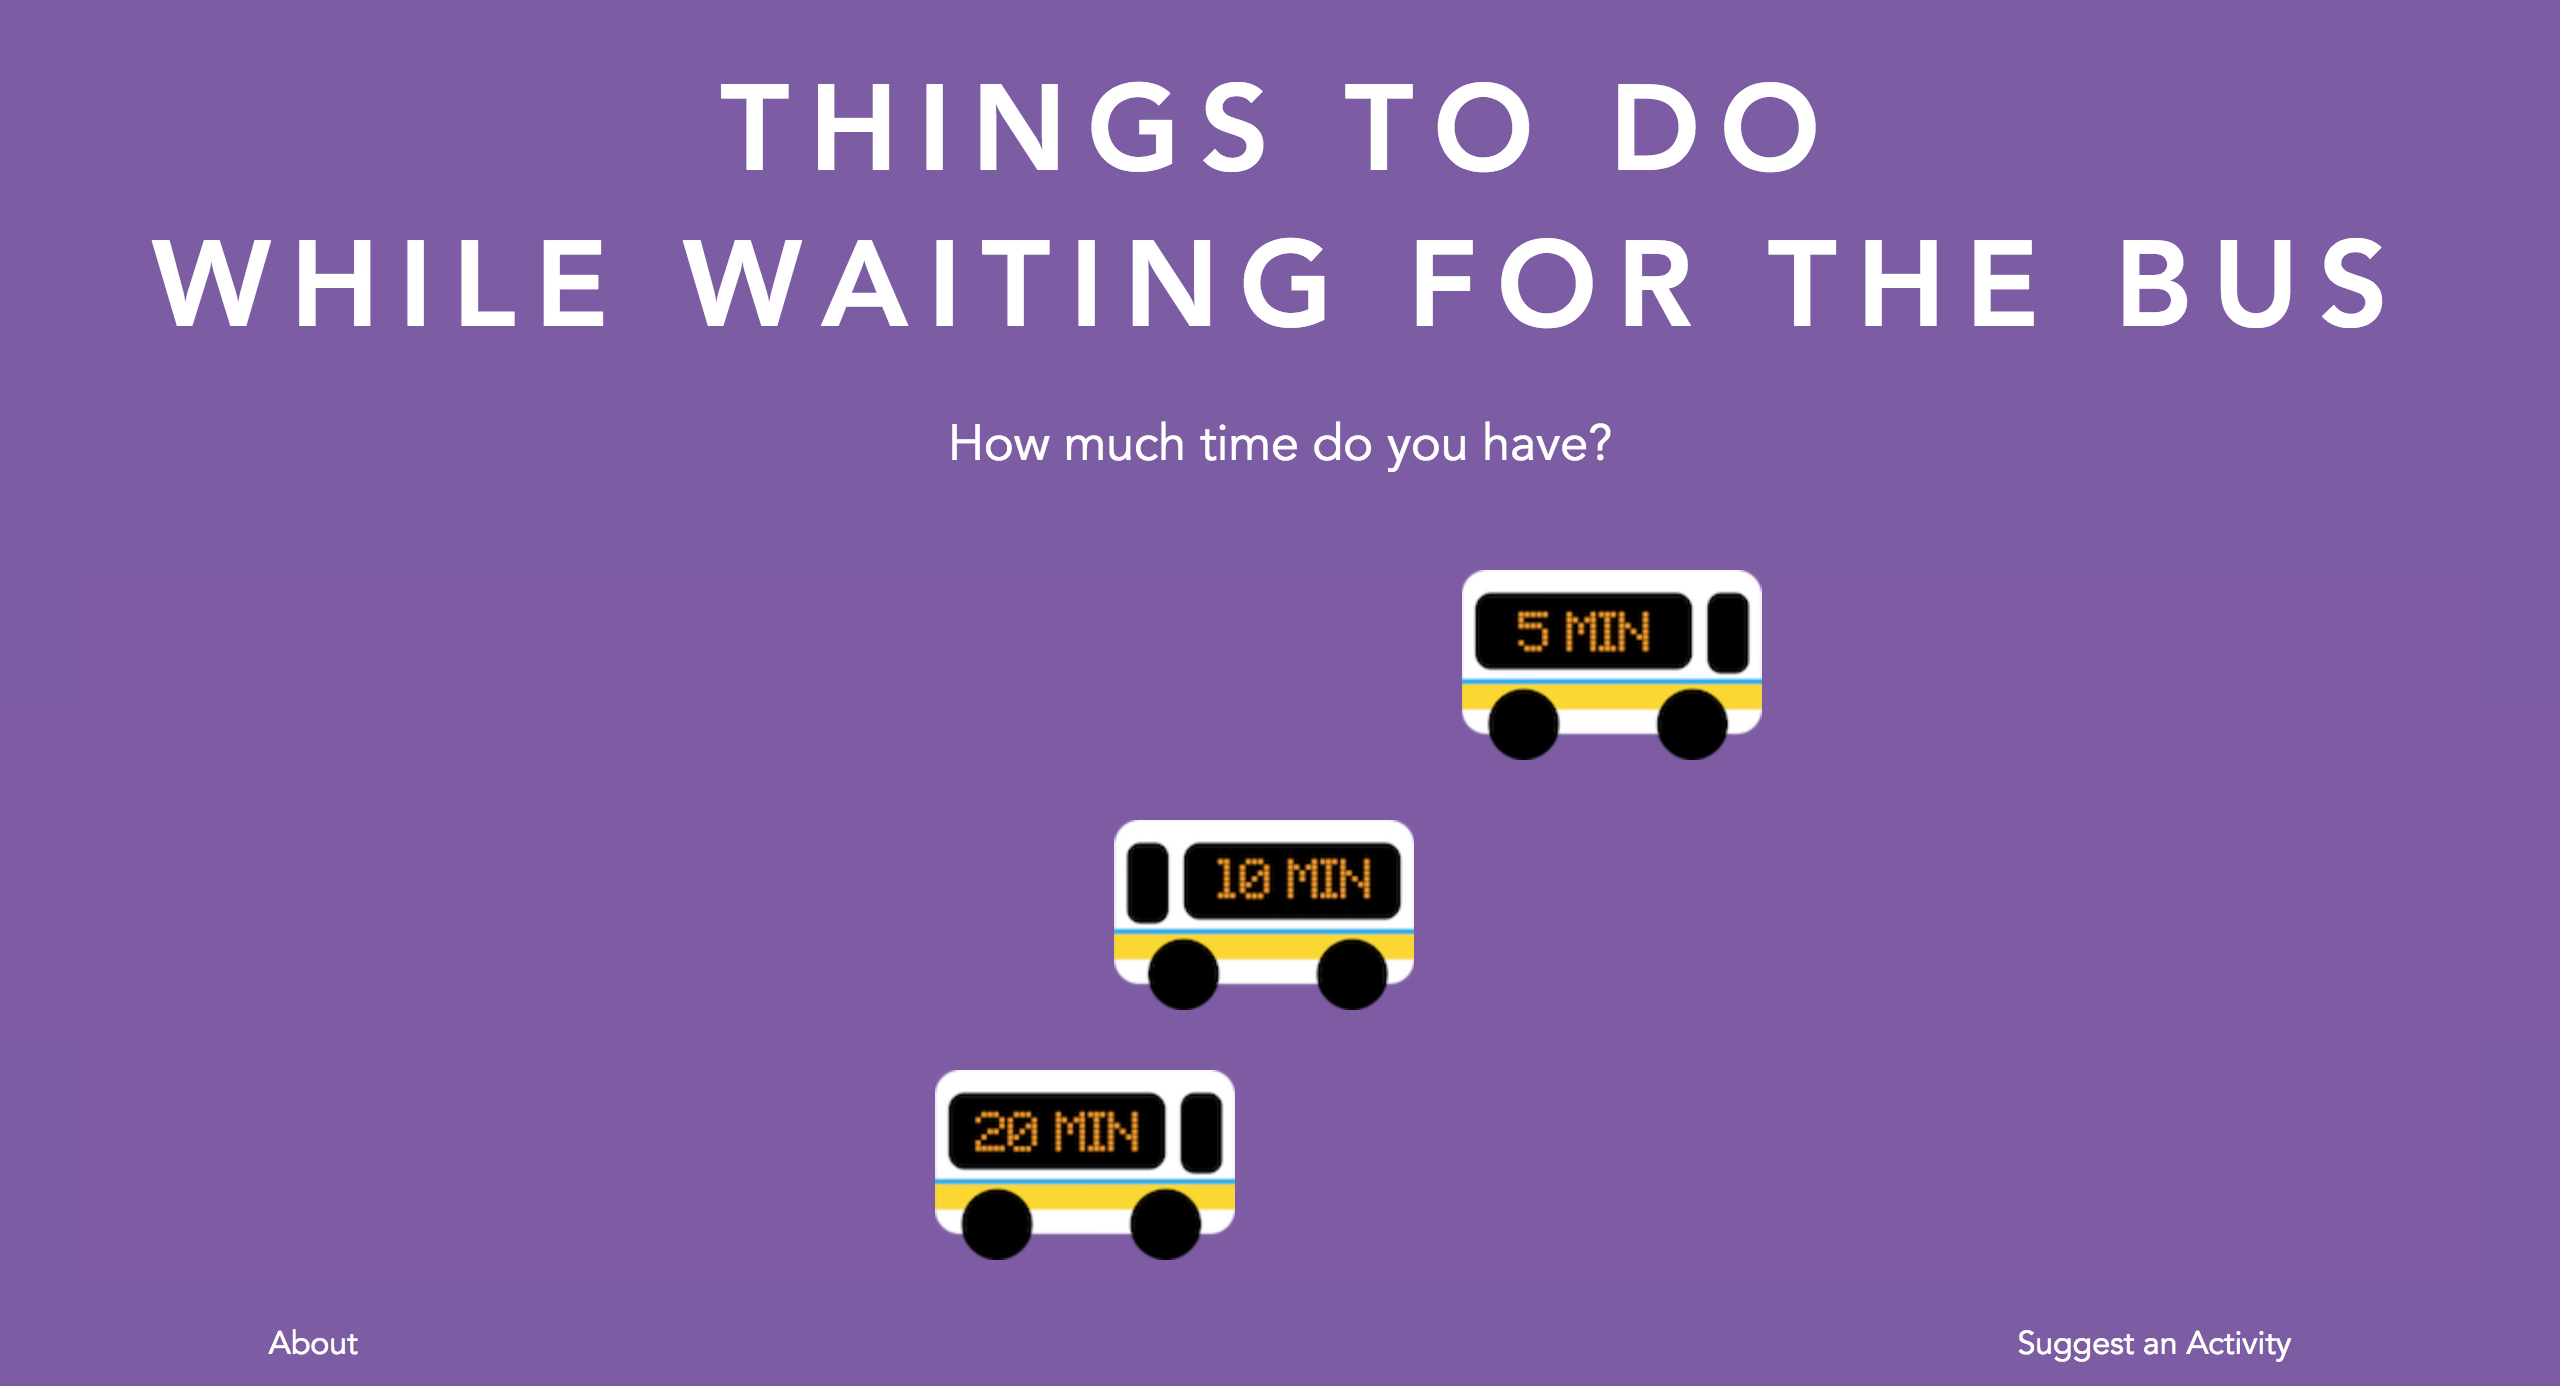 THINGS TO DO
WHILE WAITING FOR THE BUS
How much time do you have?
5 MIN
10 MIN
20 MIN
About
Suggest an Activity